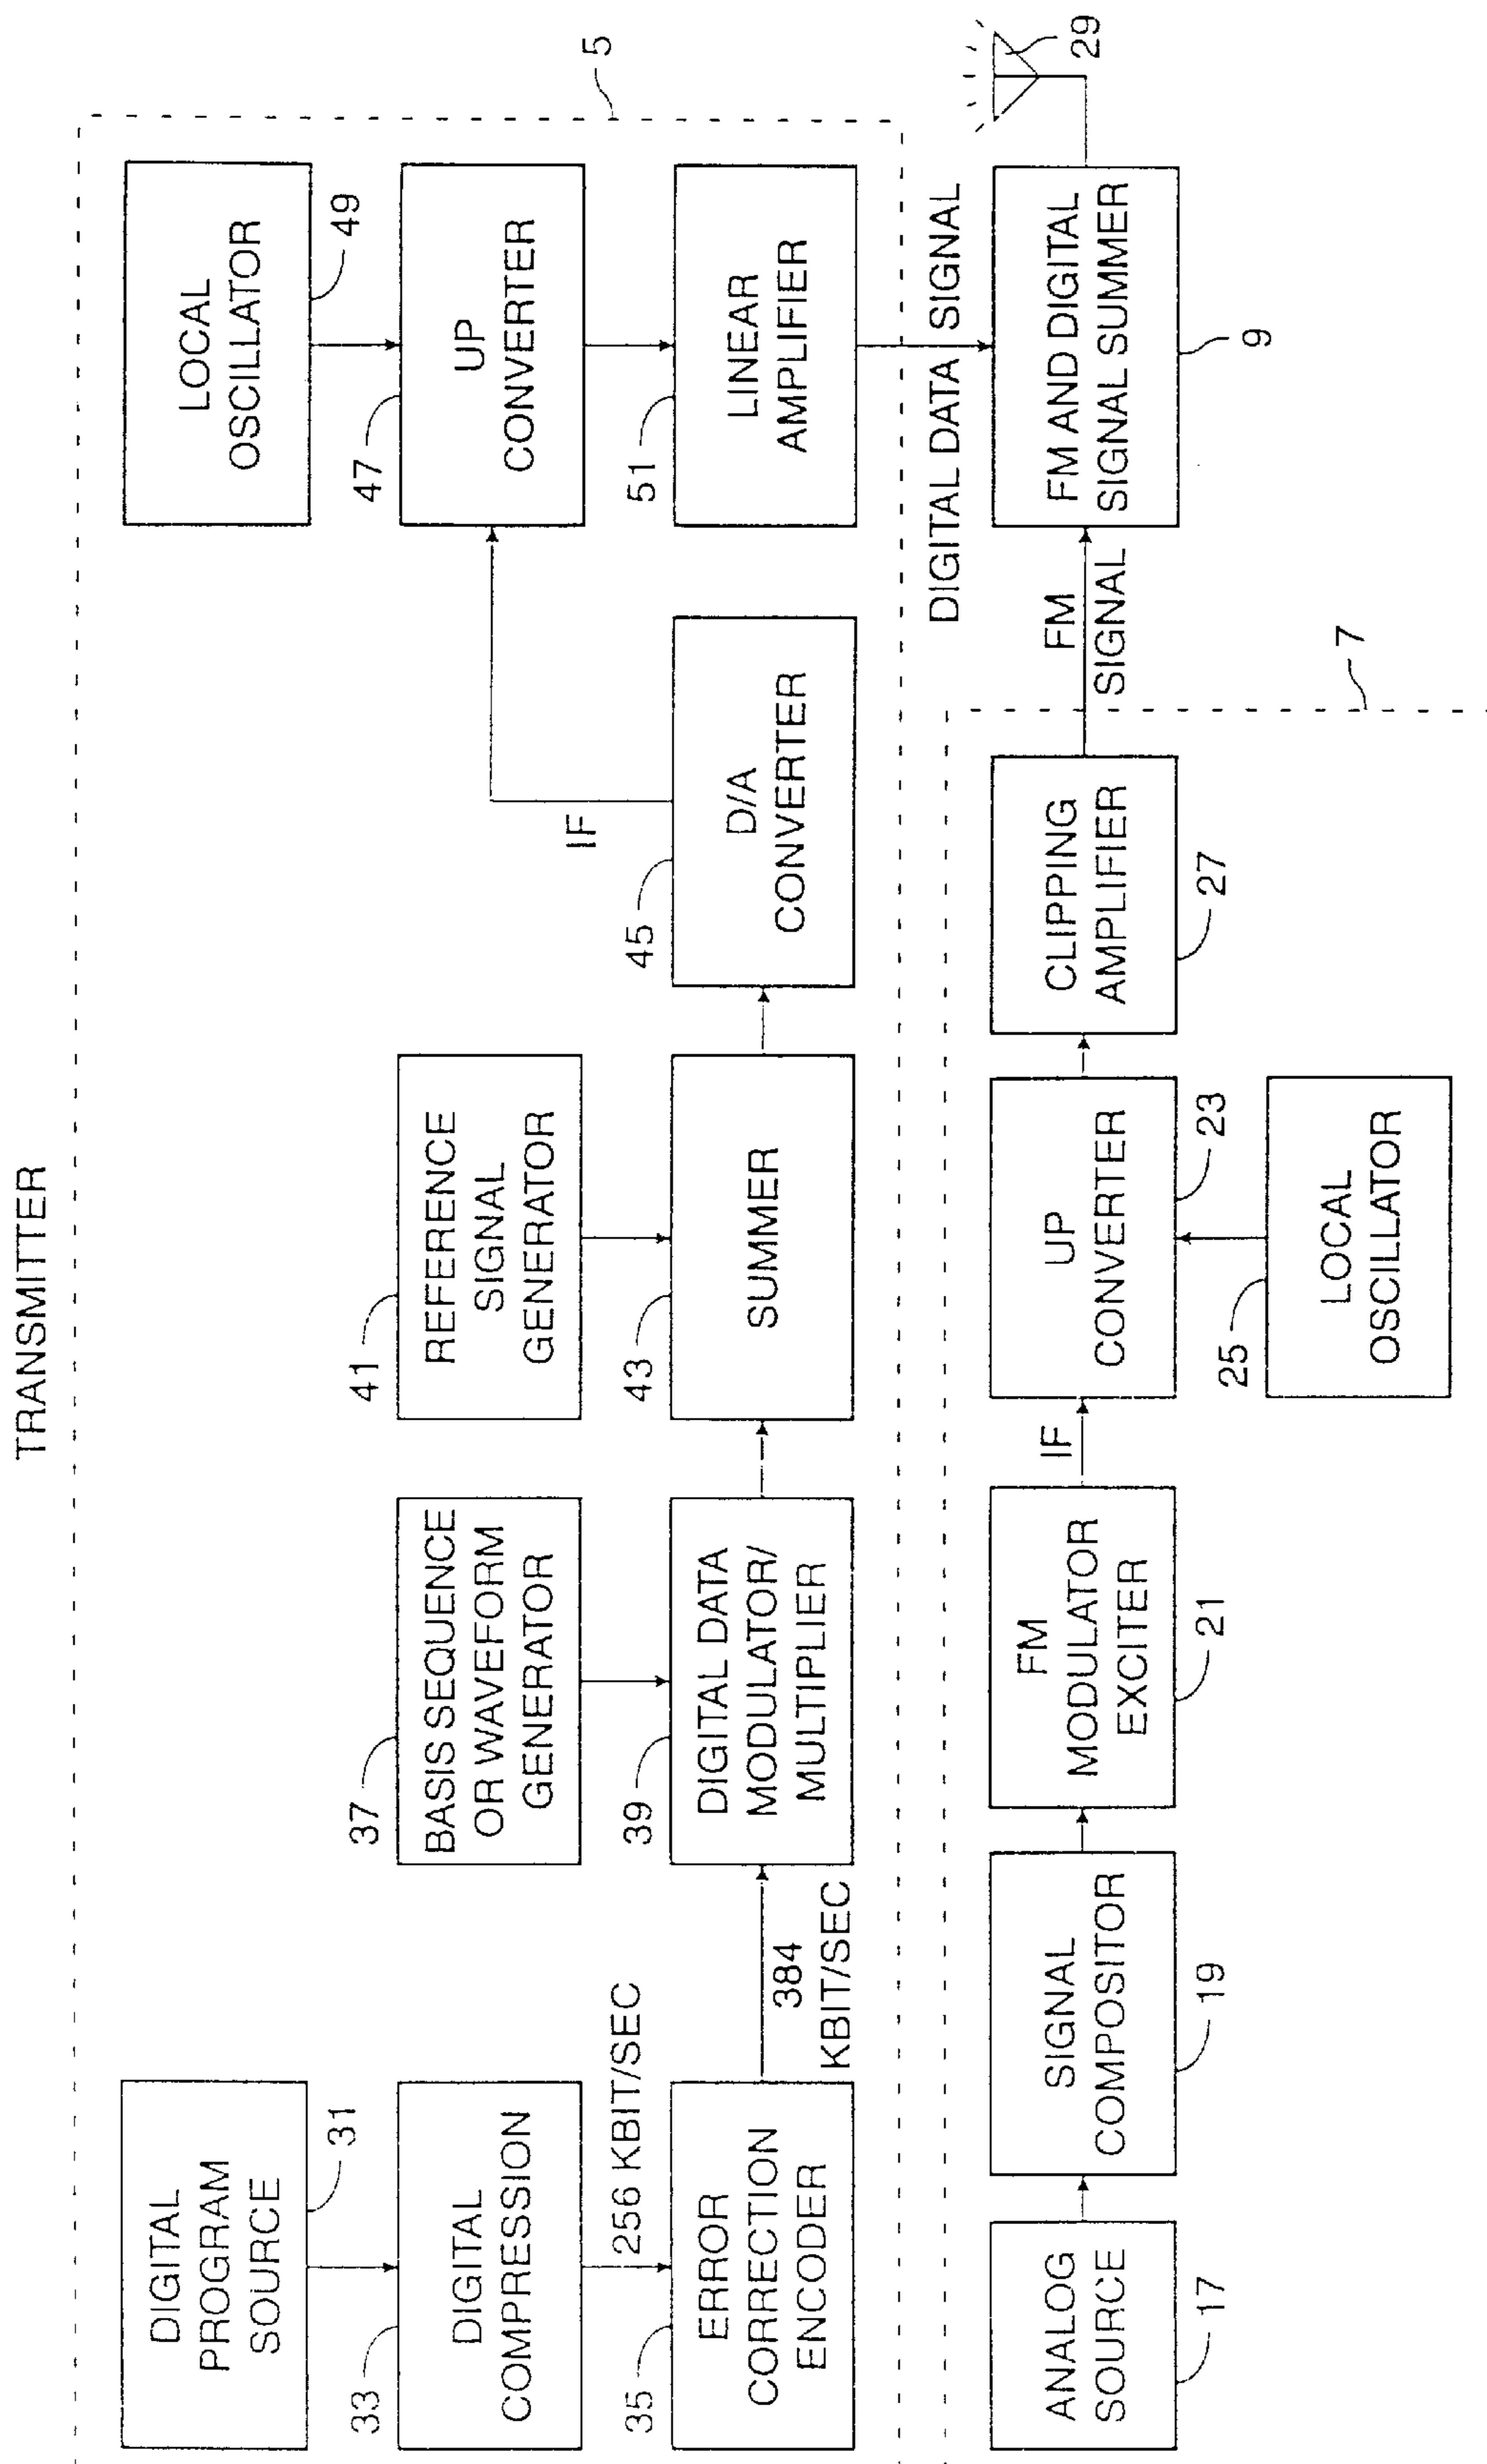 TRANSMITTER
DIGITAL
PROGRAM
SOURCE
31
33
DIGITAL
COMPRESSION
256 KBIT/SEC
35
ERROR
CORRECTION
ENCODER
384
KBIT/SEC
37
BASIS SEQUENCE
OR WAVEFORM
GENERATOR
39
DIGITAL DATA
MODULATOR/
MULTIPLIER
41
REFERENCE
SIGNAL
GENERATOR
43
SUMMER
45
D/A
CONVERTER
IF
LOCAL
OSCILLATOR
49
47
UP
CONVERTER
51
LINEAR
AMPLIFIER
5
DIGITAL DATA SIGNAL
ANALOG
SOURCE
17
SIGNAL
COMPOSITOR
19
FM
MODULATOR
EXCITER
21
IF
UP
CONVERTER
23
25
LOCAL
OSCILLATOR
CLIPPING
AMPLIFIER
27
7
FM
SIGNAL
FM AND DIGITAL
SIGNAL SUMMER
9
29